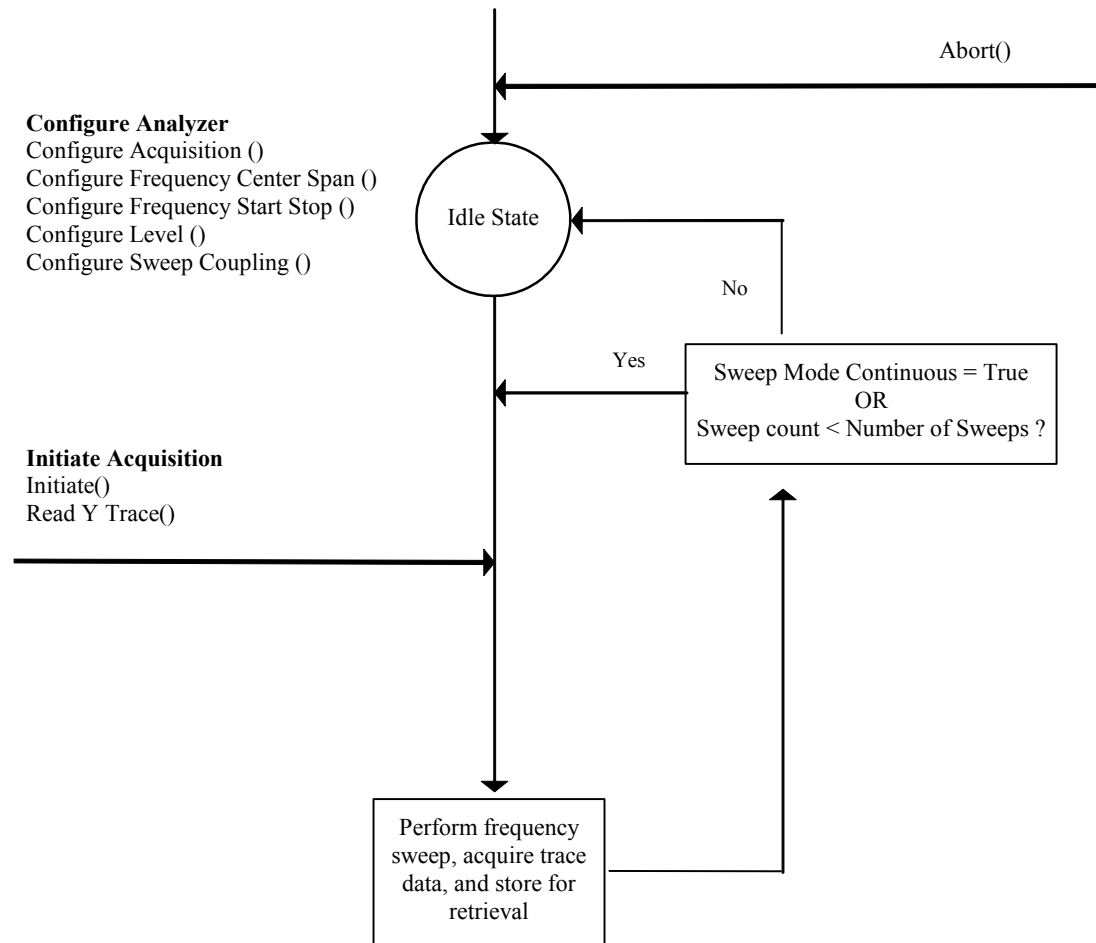 Abort()
Configure Analyzer
Configure Acquisition ()
Configure Frequency Center Span ()
Configure Frequency Start Stop ()
Configure Level ()
Configure Sweep Coupling ()
Idle State
No
Yes
Sweep Mode Continuous = True
OR
Sweep count < Number of Sweeps ?
Initiate Acquisition
Initiate()
Read Y Trace()
Perform frequency
sweep, acquire trace
data, and store for
retrieval